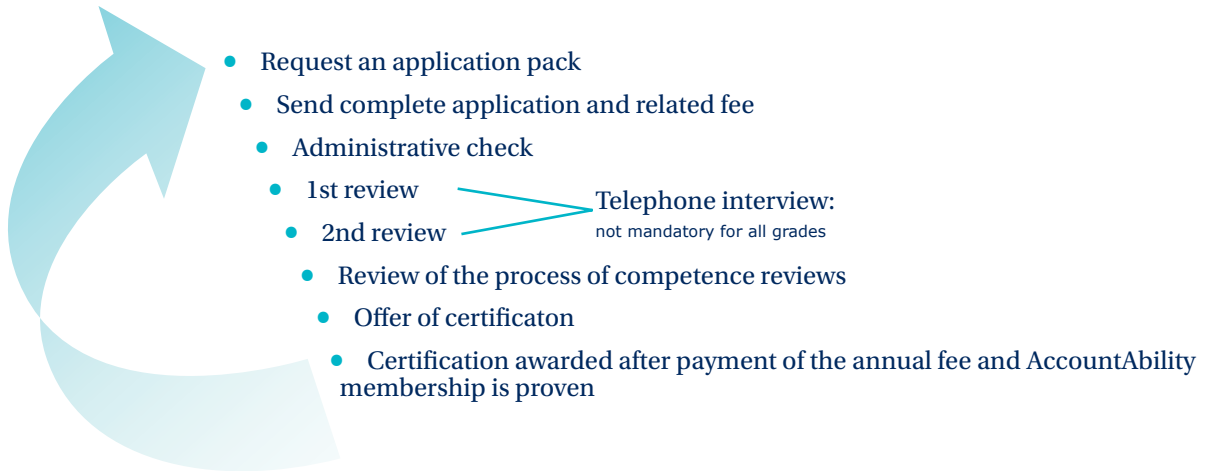 • Request an application pack
• Send complete application and related fee
• Administrative check
• 1st review
Telephone interview:
• 2nd review
not mandatory for all grades
• Review of the process of competence reviews
• Offer of certificaton
• Certification awarded after payment of the annual fee and AccountAbility
membership is proven